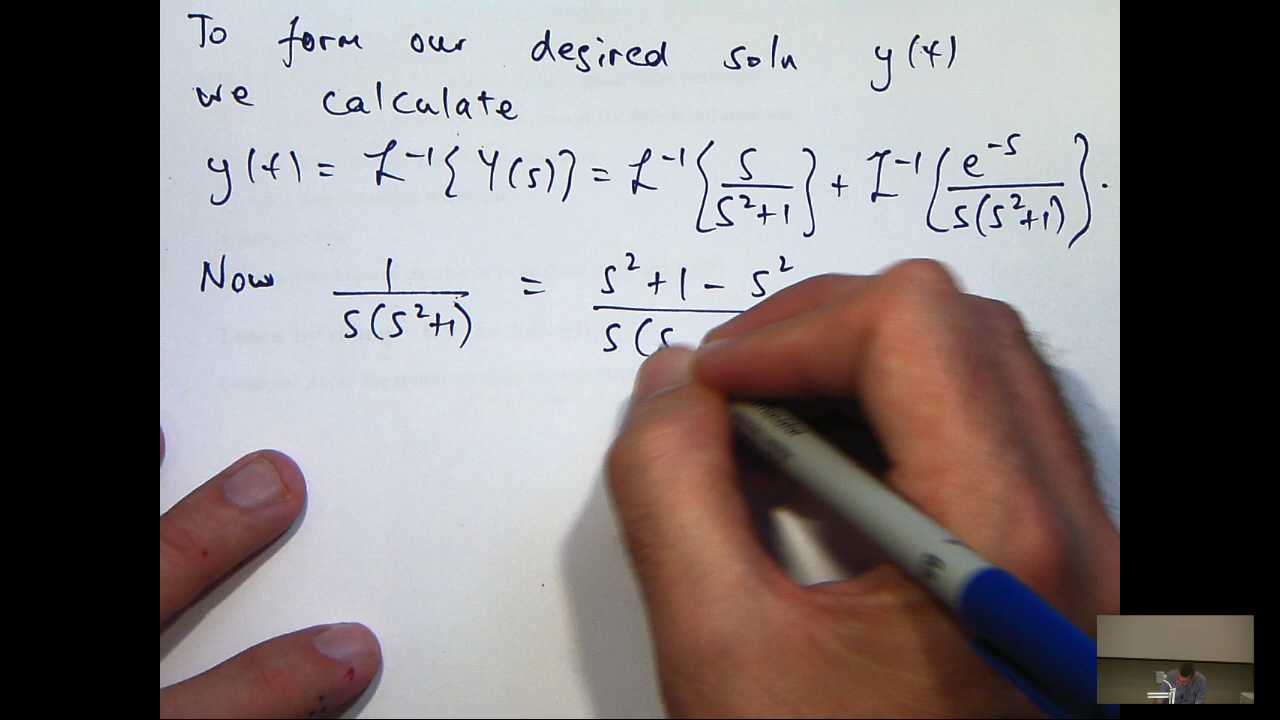 To form our desired soln y(t)
we calculate
y(t) = ℒ⁻¹{Y(s)} = ℒ⁻¹{s/(s²+1)} + ℒ⁻¹{e⁻ˢ/(s(s²+1))}.
Now 1/(s(s²+1)) = (s²+1-s²)/(s(s